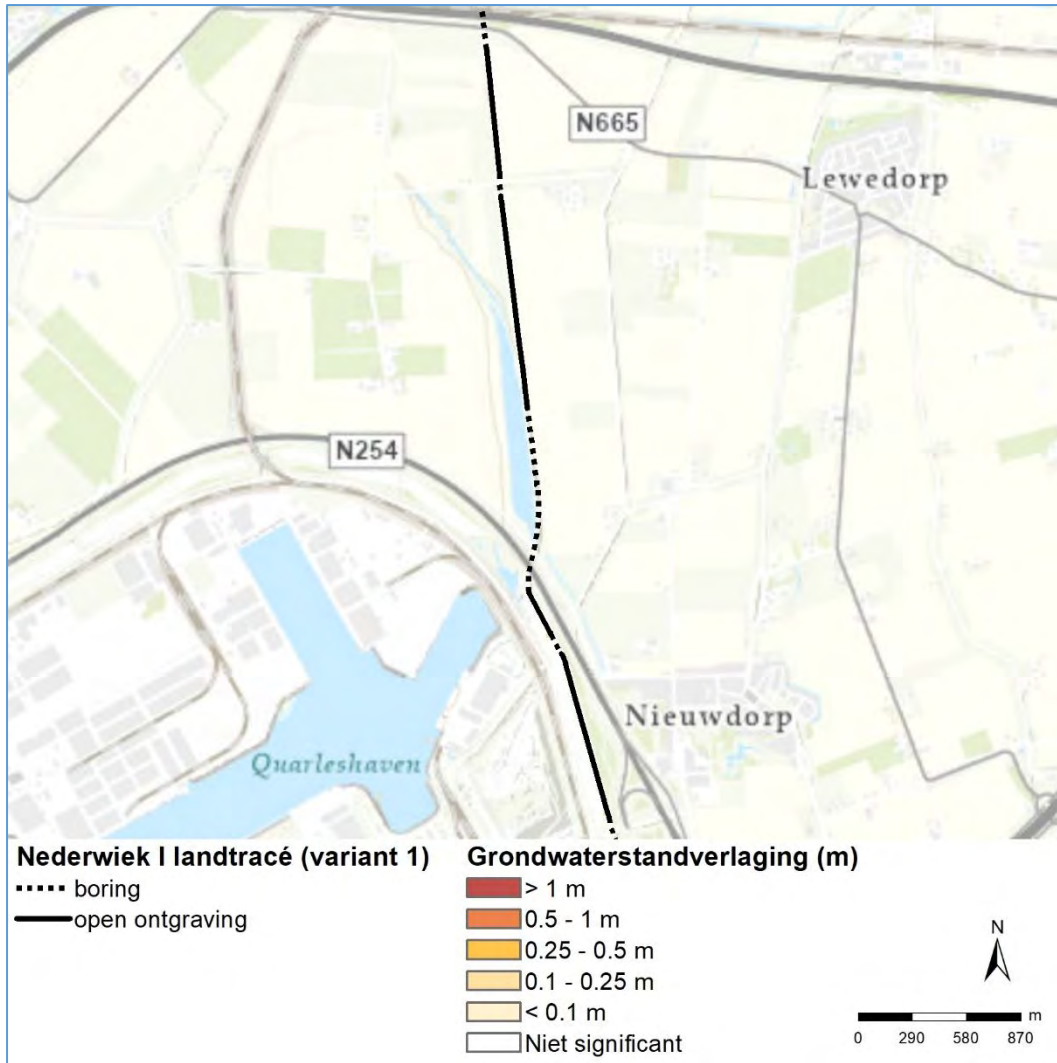 N665
Lewedorp
N254
Nieuwdorp
Quarleshaven
Nederwiek I landtracé (variant 1)
boring
open ontgraving
Grondwaterstandverlaging (m)
> 1 m
0.5 - 1 m
0.25 - 0.5 m
0.1 - 0.25 m
< 0.1 m
Niet significant
N
m
0 290 580 870